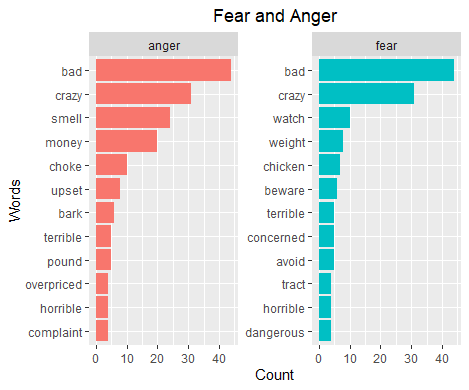 Fear and Anger
anger
fear
Words
bad
crazy
smell
money
choke
upset
bark
terrible
pound
overpriced
horrible
complaint
0 10 20 30 40
bad
crazy
watch
weight
chicken
beware
terrible
concerned
avoid
tract
horrible
dangerous
0 10 20 30 40
Count